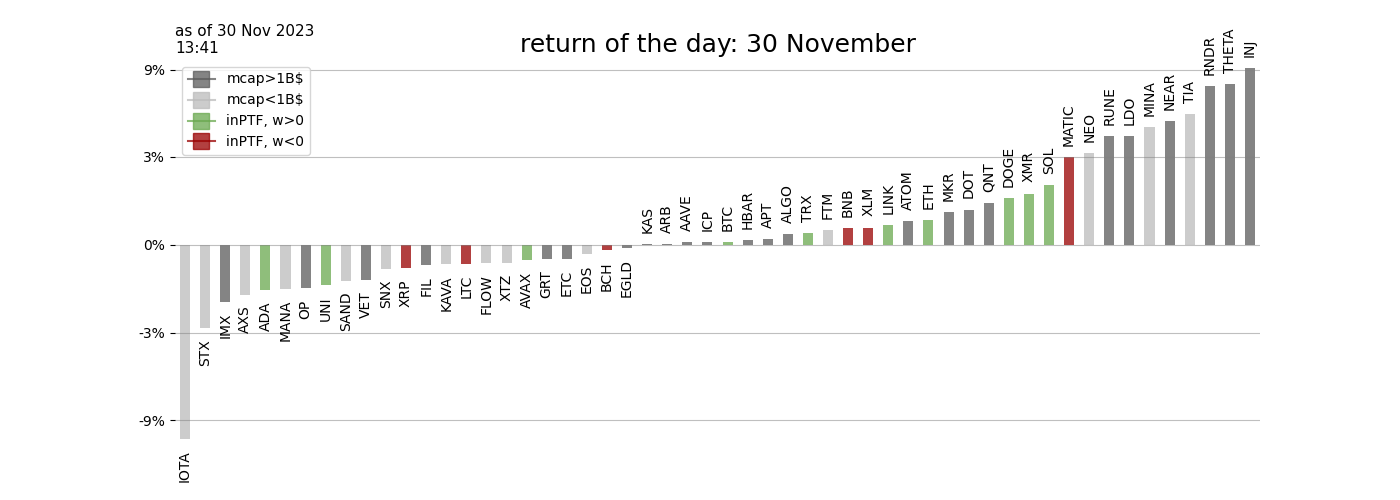 as of 30 Nov 2023
13:41
return of the day: 30 November
mcap>1B$
mcap<1B$
inPTF, w>0
inPTF, w<0
9%
3%
0%
-3%
-9%
IOTA
STX
IMX
AXS
ADA
MANA
OP
UNI
SAND
VET
SNX
XRP
FIL
KAVA
LTC
FLOW
XTZ
AVAX
GRT
ETC
EOS
BCH
EGLD
KAS
ARB
AAVE
ICP
BTC
HBAR
APT
ALGO
TRX
FTM
BNB
XLM
LINK
ATOM
ETH
MKR
DOT
QNT
DOGE
XMR
SOL
MATIC
NEO
RUNE
LDO
MINA
NEAR
TIA
RNDR
THETA
INJ